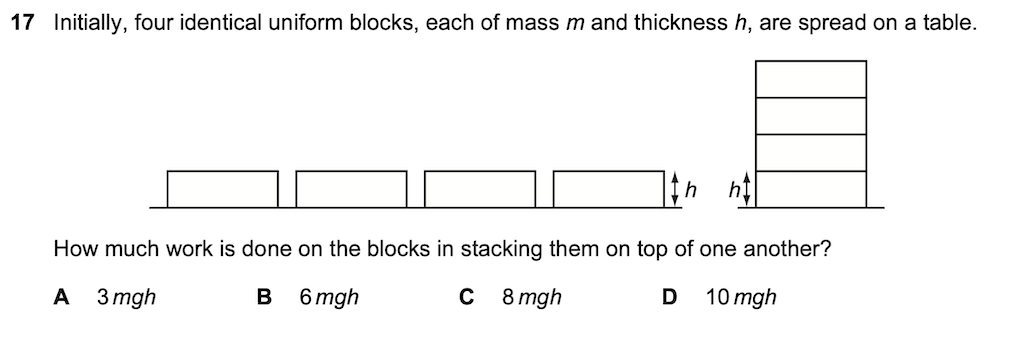 17 Initially, four identical uniform blocks, each of mass m and thickness h, are spread on a table.
h h
How much work is done on the blocks in stacking them on top of one another?
A 3mgh B 6mgh C 8mgh D 10mgh